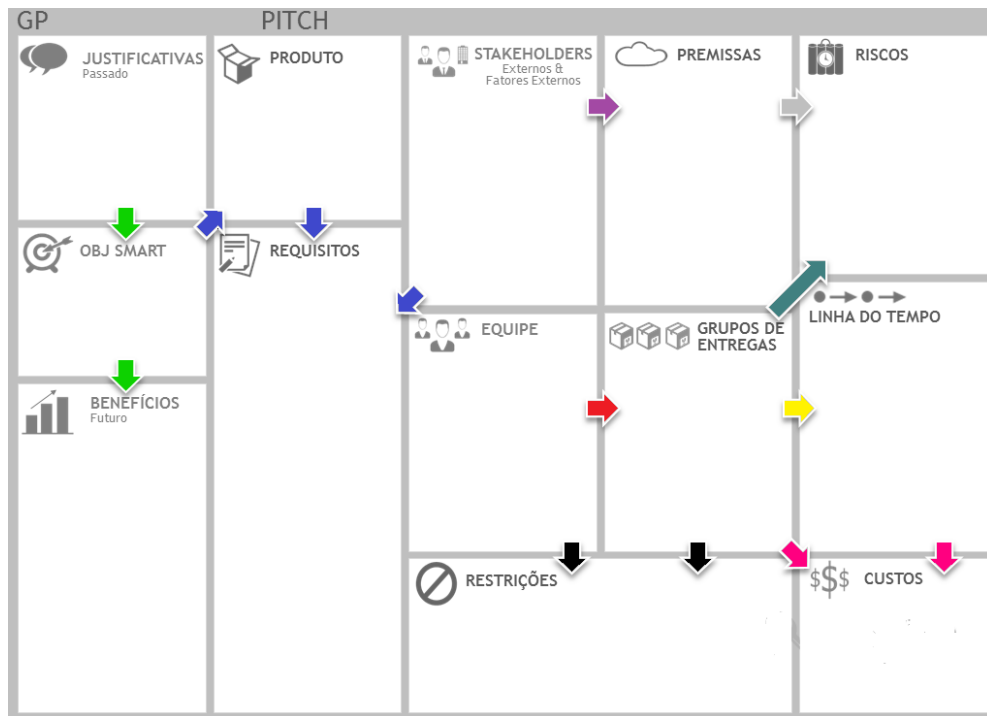 GP
PITCH
JUSTIFICATIVAS
Passado
PRODUTO
STAKEHOLDERS
Externos &
Fatores Externos
PREMISSAS
RISCOS
OBJ SMART
REQUISITOS
EQUIPE
GRUPOS DE
ENTREGAS
LINHA DO TEMPO
BENEFÍCIOS
Futuro
RESTRIÇÕES
$$$ CUSTOS